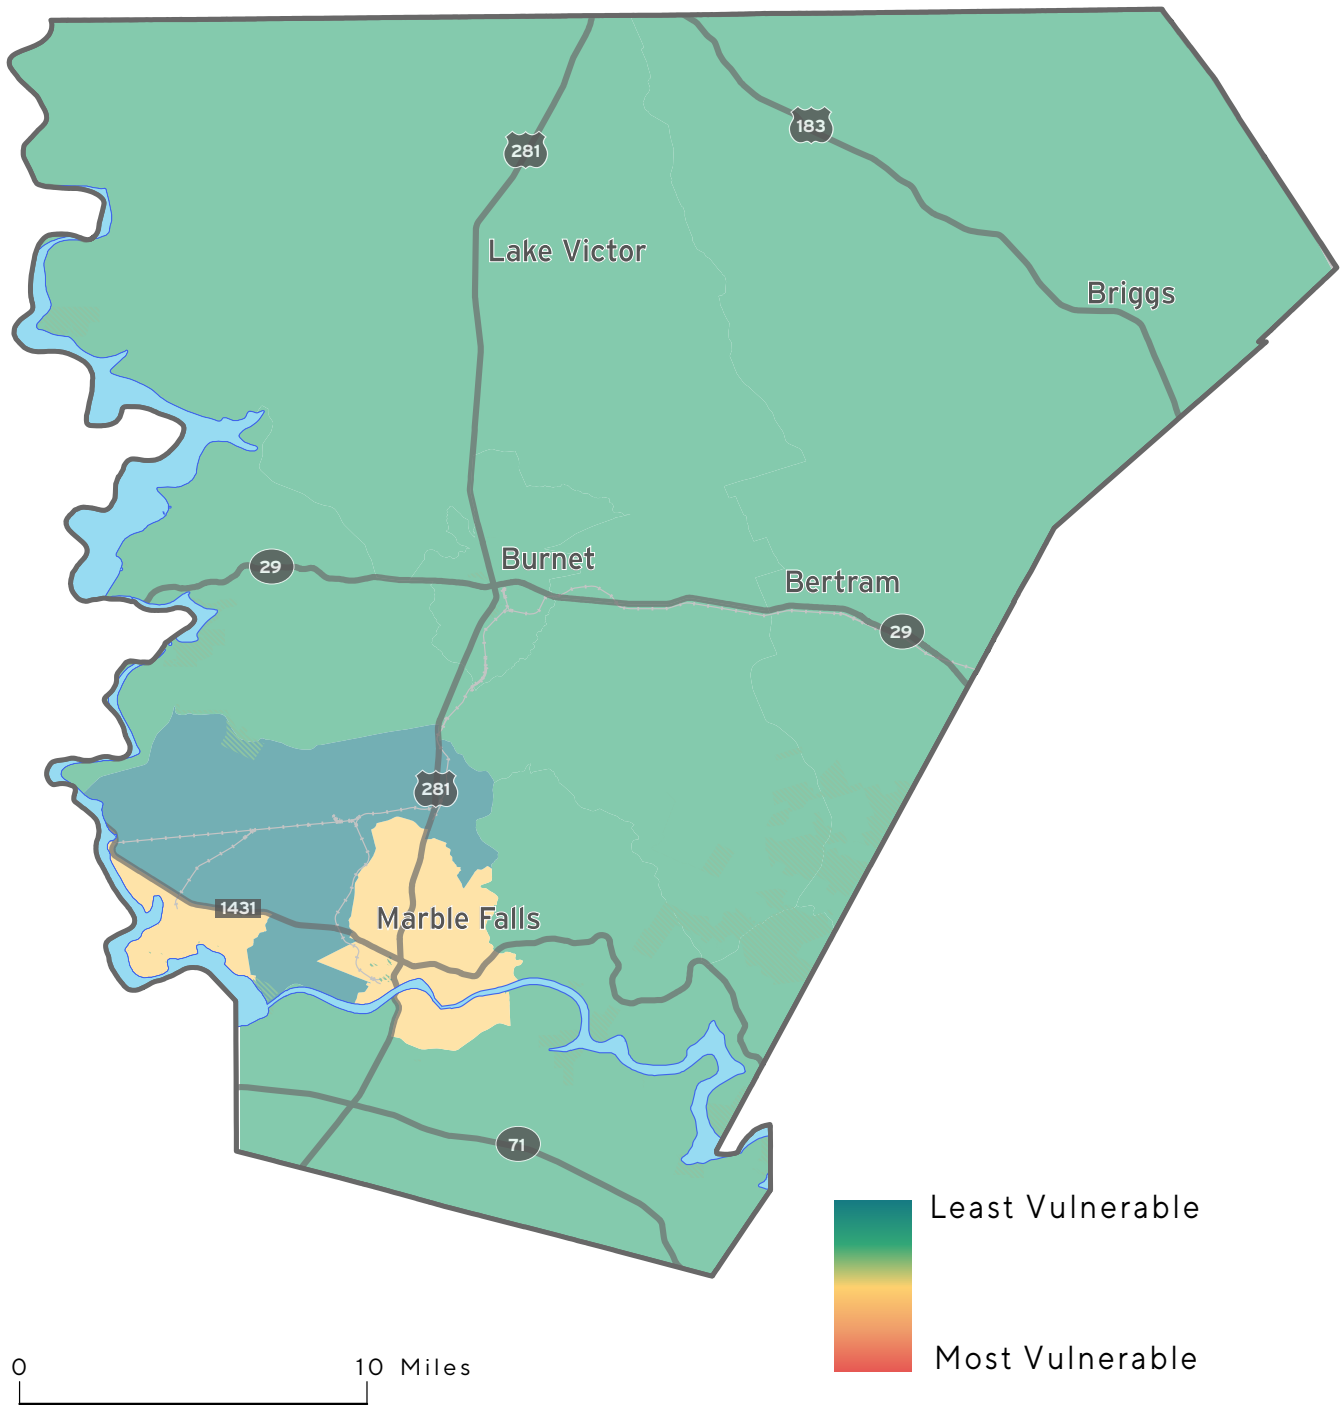 183
281
Lake Victor
Briggs
Burnet
29
Bertram
29
281
1431
Marble Falls
71
Least Vulnerable
Most Vulnerable
0 10 Miles